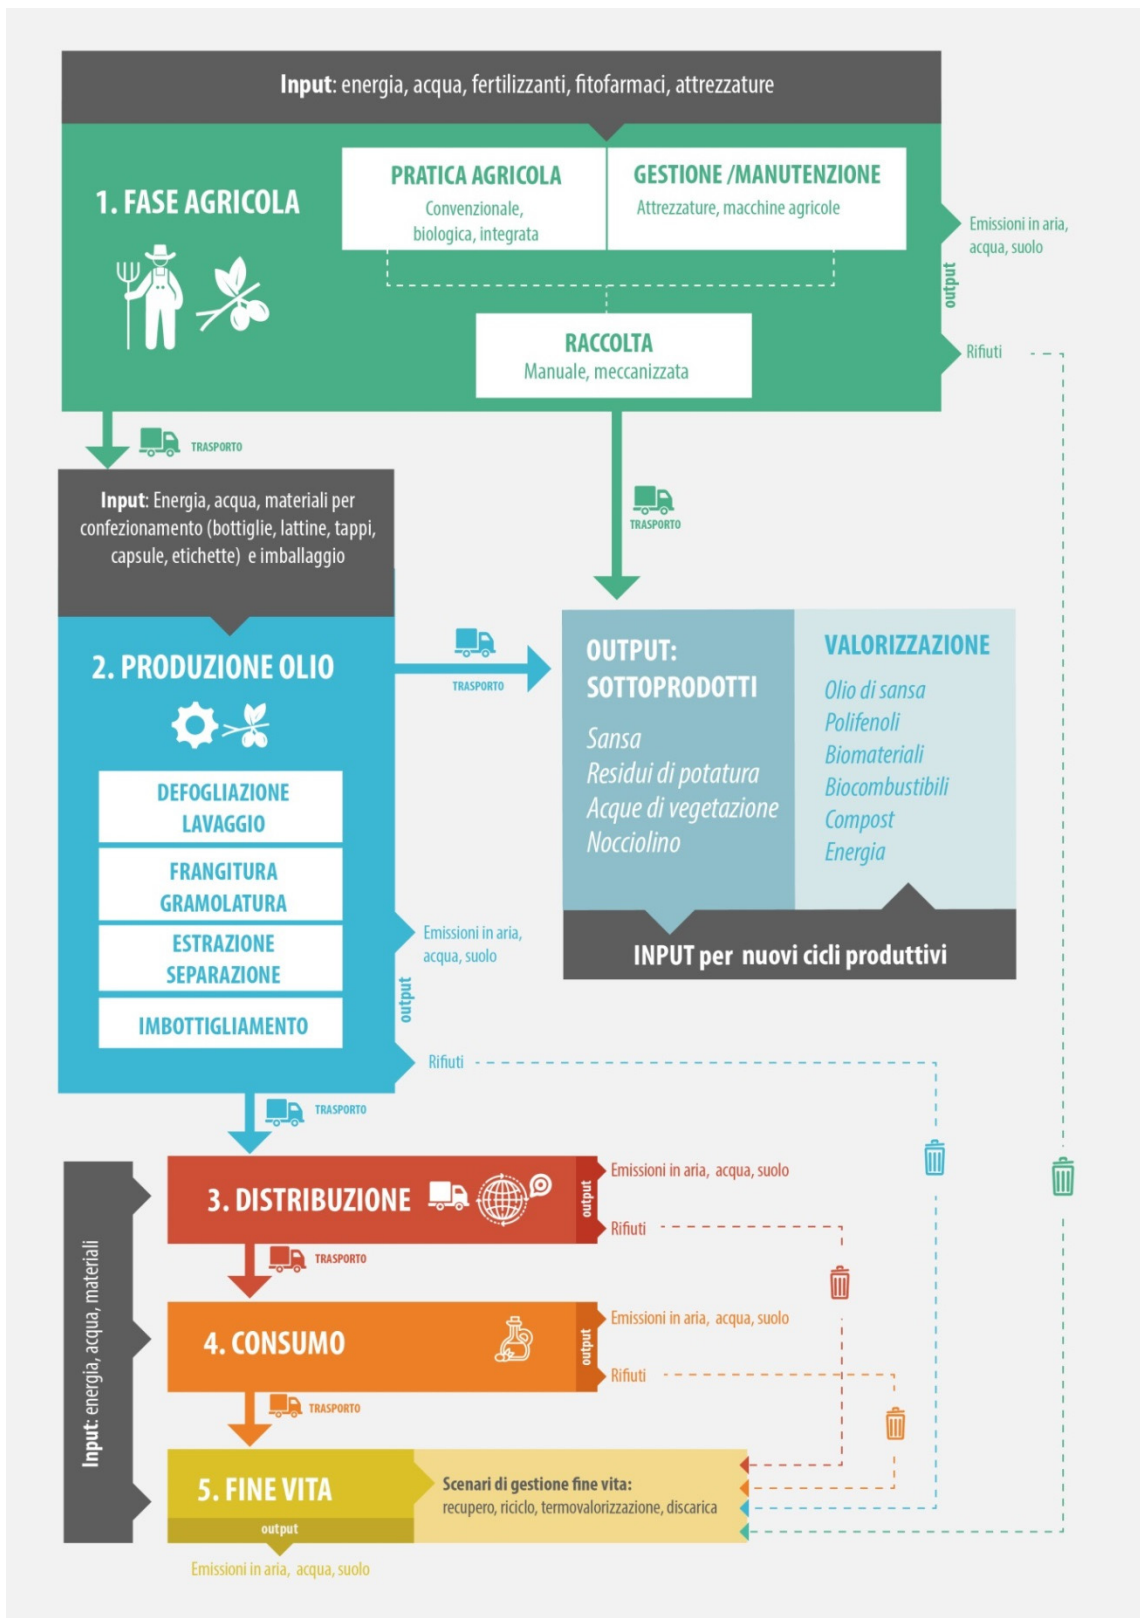 Input: energia, acqua, fertilizzanti, fitofarmaci, attrezzature
1. FASE AGRICOLA
PRATICA AGRICOLA
Convenzionale,
biologica, integrata
GESTIONE /MANUTENZIONE
Attrezzature, macchine agricole
RACCOLTA
Manuale, meccanizzata
Emissioni in aria,
acqua, suolo
output
Rifiuti
TRASPORTO
TRASPORTO
Input: Energia, acqua, materiali per
confezionamento (bottiglie, lattine, tappi,
capsule, etichette) e imballaggio
2. PRODUZIONE OLIO
TRASPORTO
DEFOGLIAZIONE
LAVAGGIO
FRANGITURA
GRAMOLATURA
ESTRAZIONE
SEPARAZIONE
IMBOTTIGLIAMENTO
Emissioni in aria,
acqua, suolo
output
Rifiuti
OUTPUT:
SOTTOPRODOTTI
Sansa
Residui di potatura
Acque di vegetazione
Nocciolino
VALORIZZAZIONE
Olio di sansa
Polifenoli
Biomateriali
Biocombustibili
Compost
Energia
INPUT per nuovi cicli produttivi
TRASPORTO
Input: energia, acqua, materiali
3. DISTRIBUZIONE
output
Emissioni in aria, acqua, suolo
Rifiuti
TRASPORTO
4. CONSUMO
output
Emissioni in aria, acqua, suolo
Rifiuti
TRASPORTO
5. FINE VITA
output
Scenari di gestione fine vita:
recupero, riciclo, termovalorizzazione, discarica
Emissioni in aria, acqua, suolo